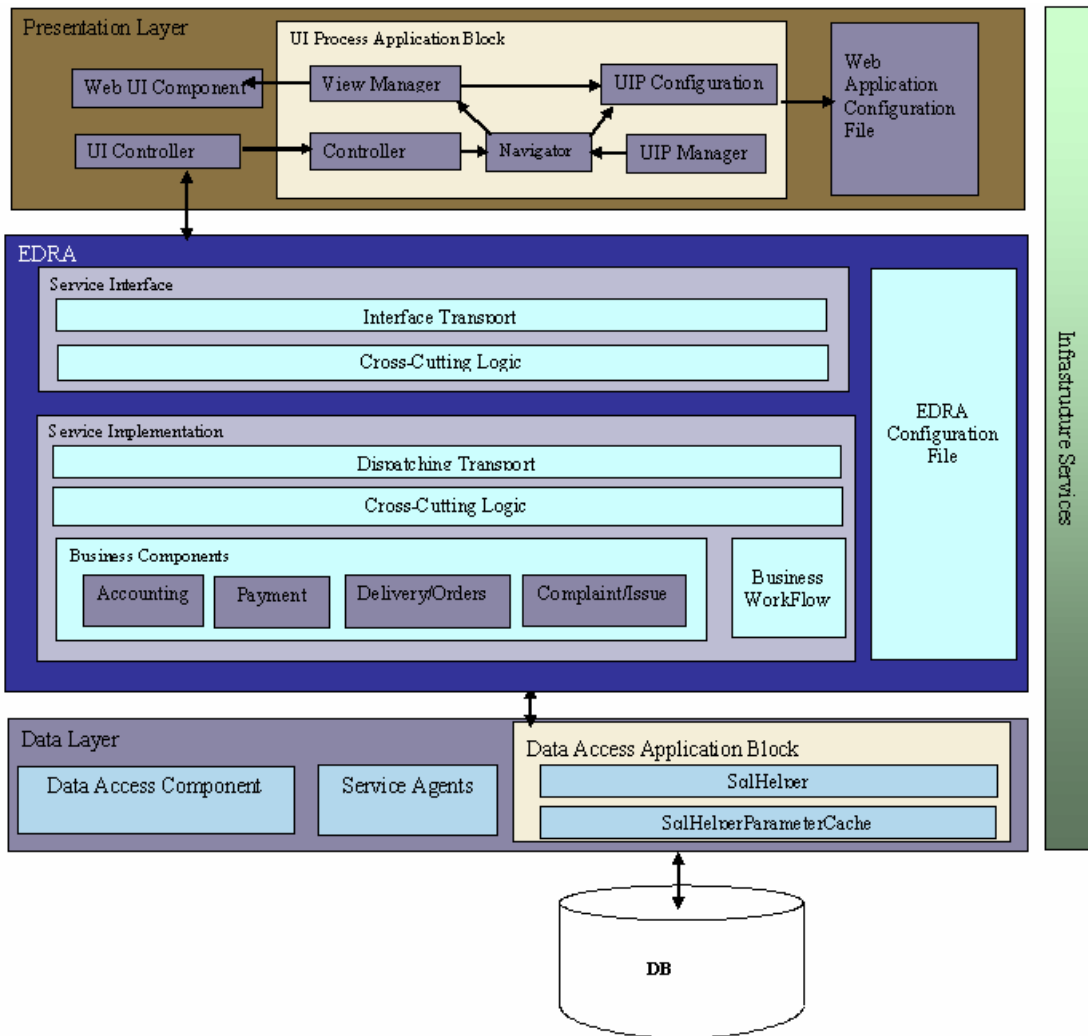 Presentation Layer
UI Process Application Block
Web UI Component
View Manager
UIP Configuration
Web
Application
Configuration
File
UI Controller
Controller
Navigator
UIP Manager
EDRA
Service Interface
Interface Transport
Cross-Cutting Logic
Service Implementation
Dispatching Transport
Cross-Cutting Logic
Business Components
Accounting
Payment
Delivery/Orders
Complaint/Issue
Business
WorkFlow
EDRA
Configuration
File
Infrastructure Services
Data Layer
Data Access Component
Service Agents
Data Access Application Block
SqlHelper
SqlHelperParameterCache
DB